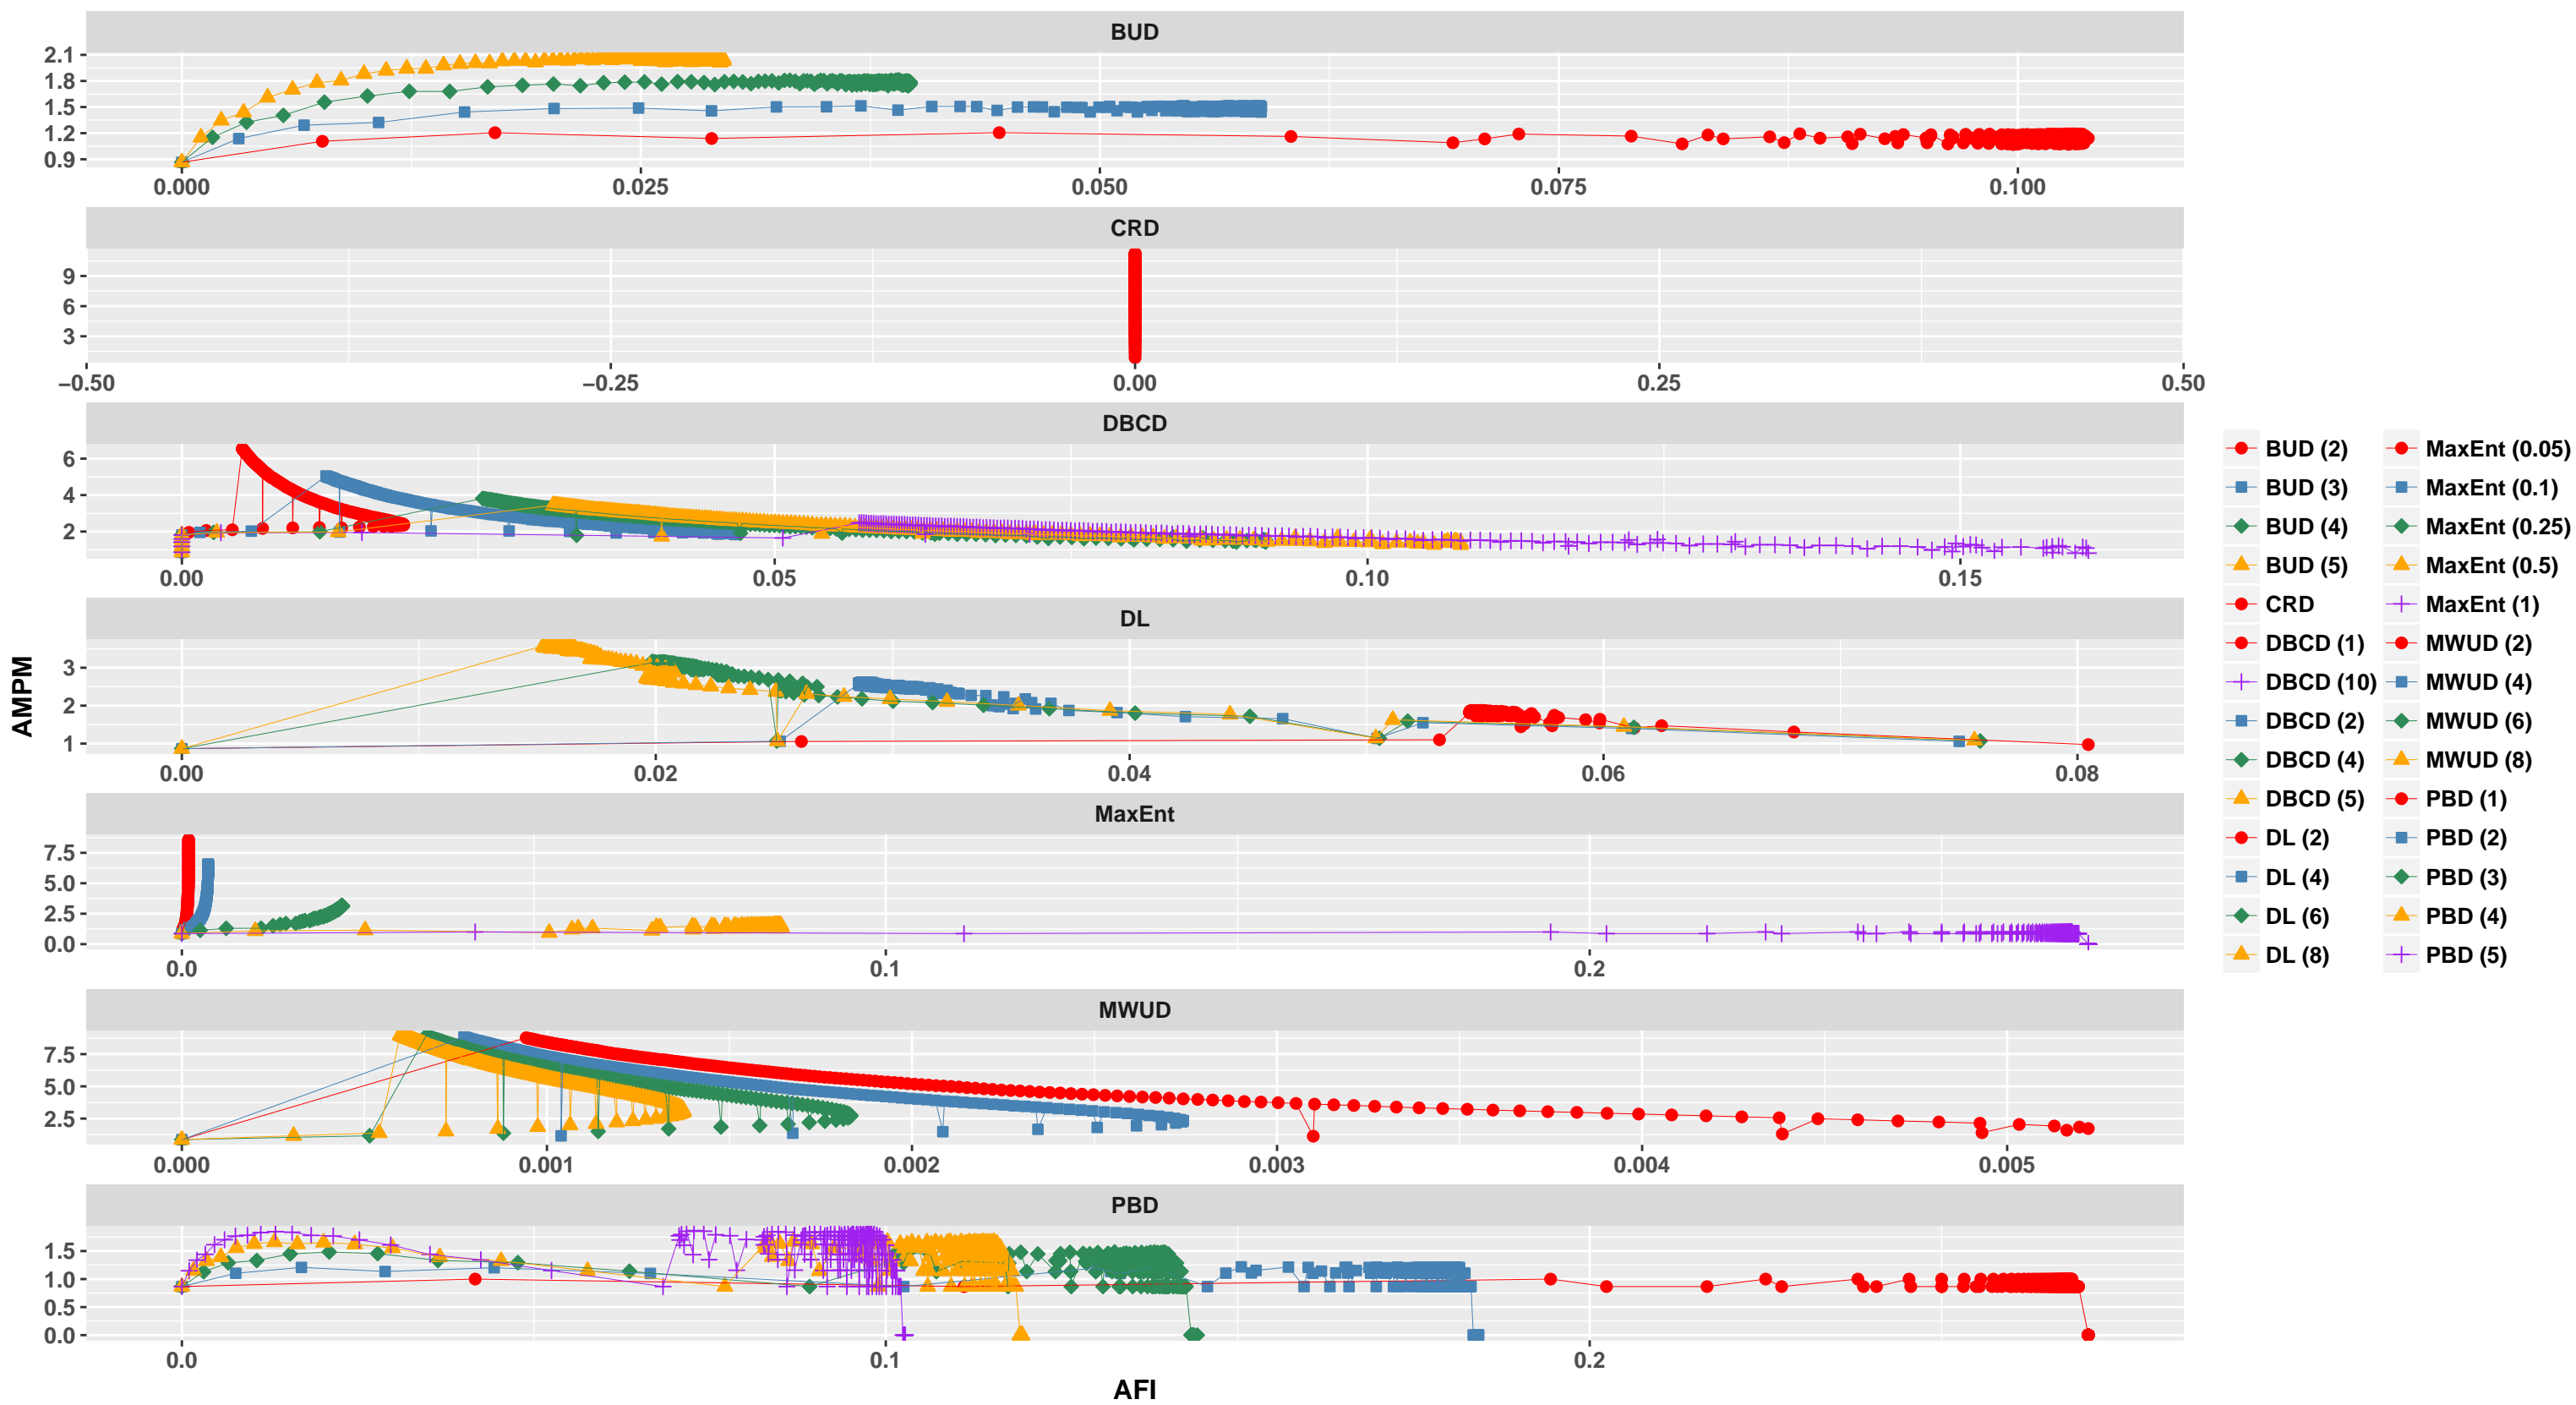 BUD
2.1
1.8
1.5
1.2
0.9
0.000 0.025 0.050 0.075 0.100
CRD
9
6
3
−0.50 −0.25 0.00 0.25 0.50
DBCD
6
4
2
0.00 0.05 0.10 0.15
DL
3
2
1
0.00 0.02 0.04 0.06 0.08
MaxEnt
7.5
5.0
2.5
0.0
0.0 0.1 0.2
MWUD
7.5
5.0
2.5
0.000 0.001 0.002 0.003 0.004 0.005
PBD
1.5
1.0
0.5
0.0
0.0 0.1 0.2
AFI
AMPM
BUD (2) MaxEnt (0.05)
BUD (3) MaxEnt (0.1)
BUD (4) MaxEnt (0.25)
BUD (5) MaxEnt (0.5)
CRD MaxEnt (1)
DBCD (1) MWUD (2)
DBCD (10) MWUD (4)
DBCD (2) MWUD (6)
DBCD (4) MWUD (8)
DBCD (5) PBD (1)
DL (2) PBD (2)
DL (4) PBD (3)
DL (6) PBD (4)
DL (8) PBD (5)